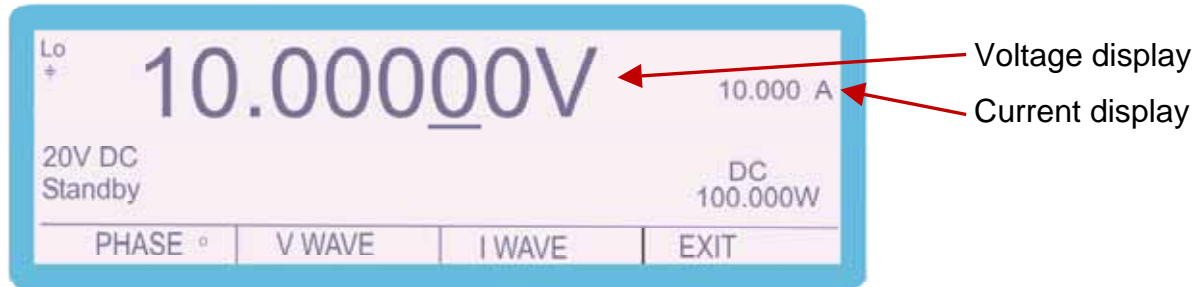 Lo
10.00000V
10.000 A
Voltage display
Current display
20V DC
Standby
DC
100.000W
PHASE °
V WAVE
I WAVE
EXIT